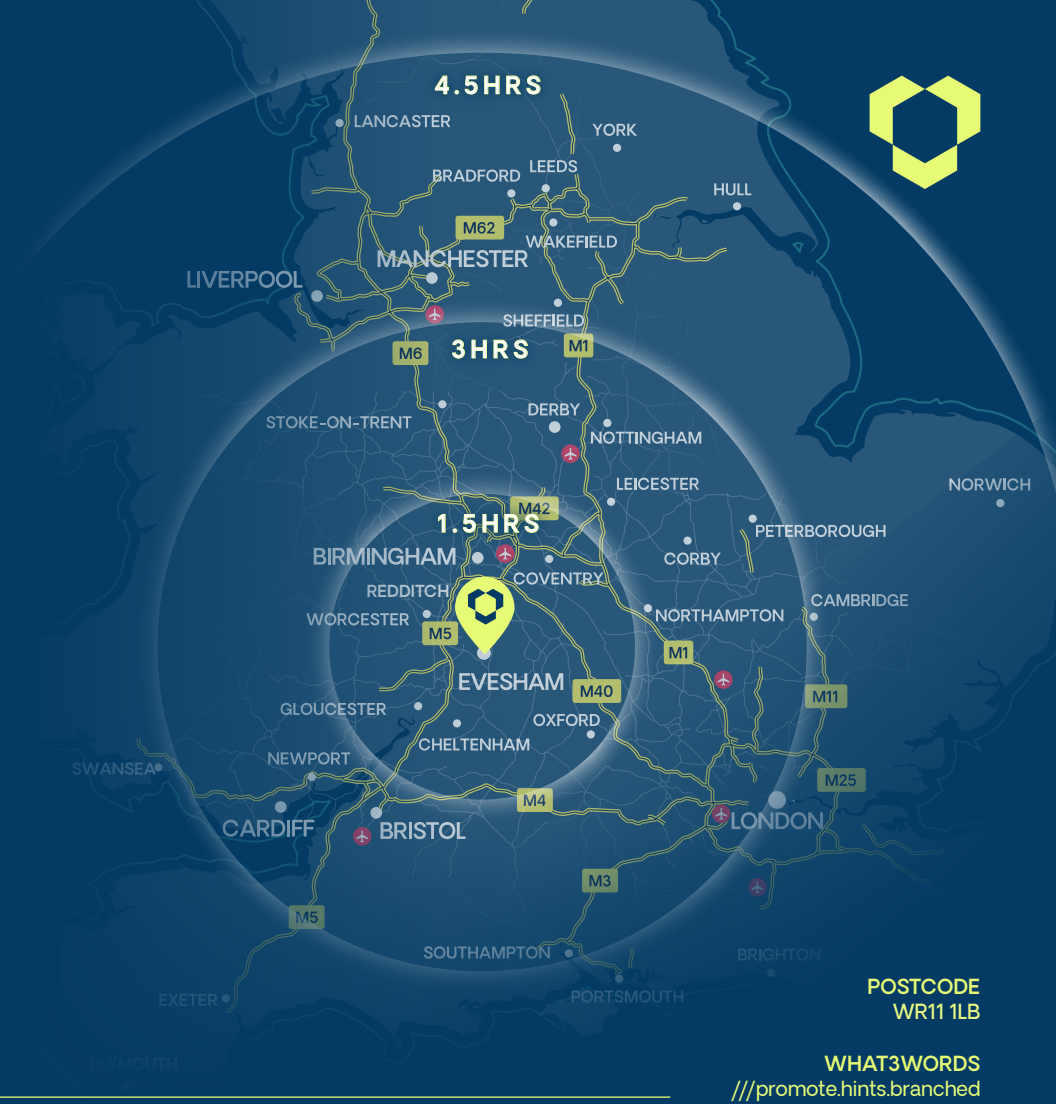 4.5HRS
LANCASTER
YORK
LEEDS
BRADFORD
HULL
M62
WAKEFIELD
MANCHESTER
LIVERPOOL
SHEFFIELD
M6
3HRS
M1
DERBY
STOKE-ON-TRENT
NOTTINGHAM
LEICESTER
NORWICH
M42
1.5HRS
PETERBOROUGH
BIRMINGHAM
CORBY
COVENTRY
REDDITCH
CAMBRIDGE
WORCESTER
NORTHAMPTON
M5
M1
EVESHAM
M40
M11
GLOUCESTER
OXFORD
CHELTENHAM
NEWPORT
SWANSEA
M25
M4
CARDIFF
BRISTOL
LONDON
M3
M5
SOUTHAMPTON
BRIGHTON
EXETER
PORTSMOUTH
POSTCODE
WR11 1LB
PLYMOUTH
WHAT3WORDS
///promote.hints.branched